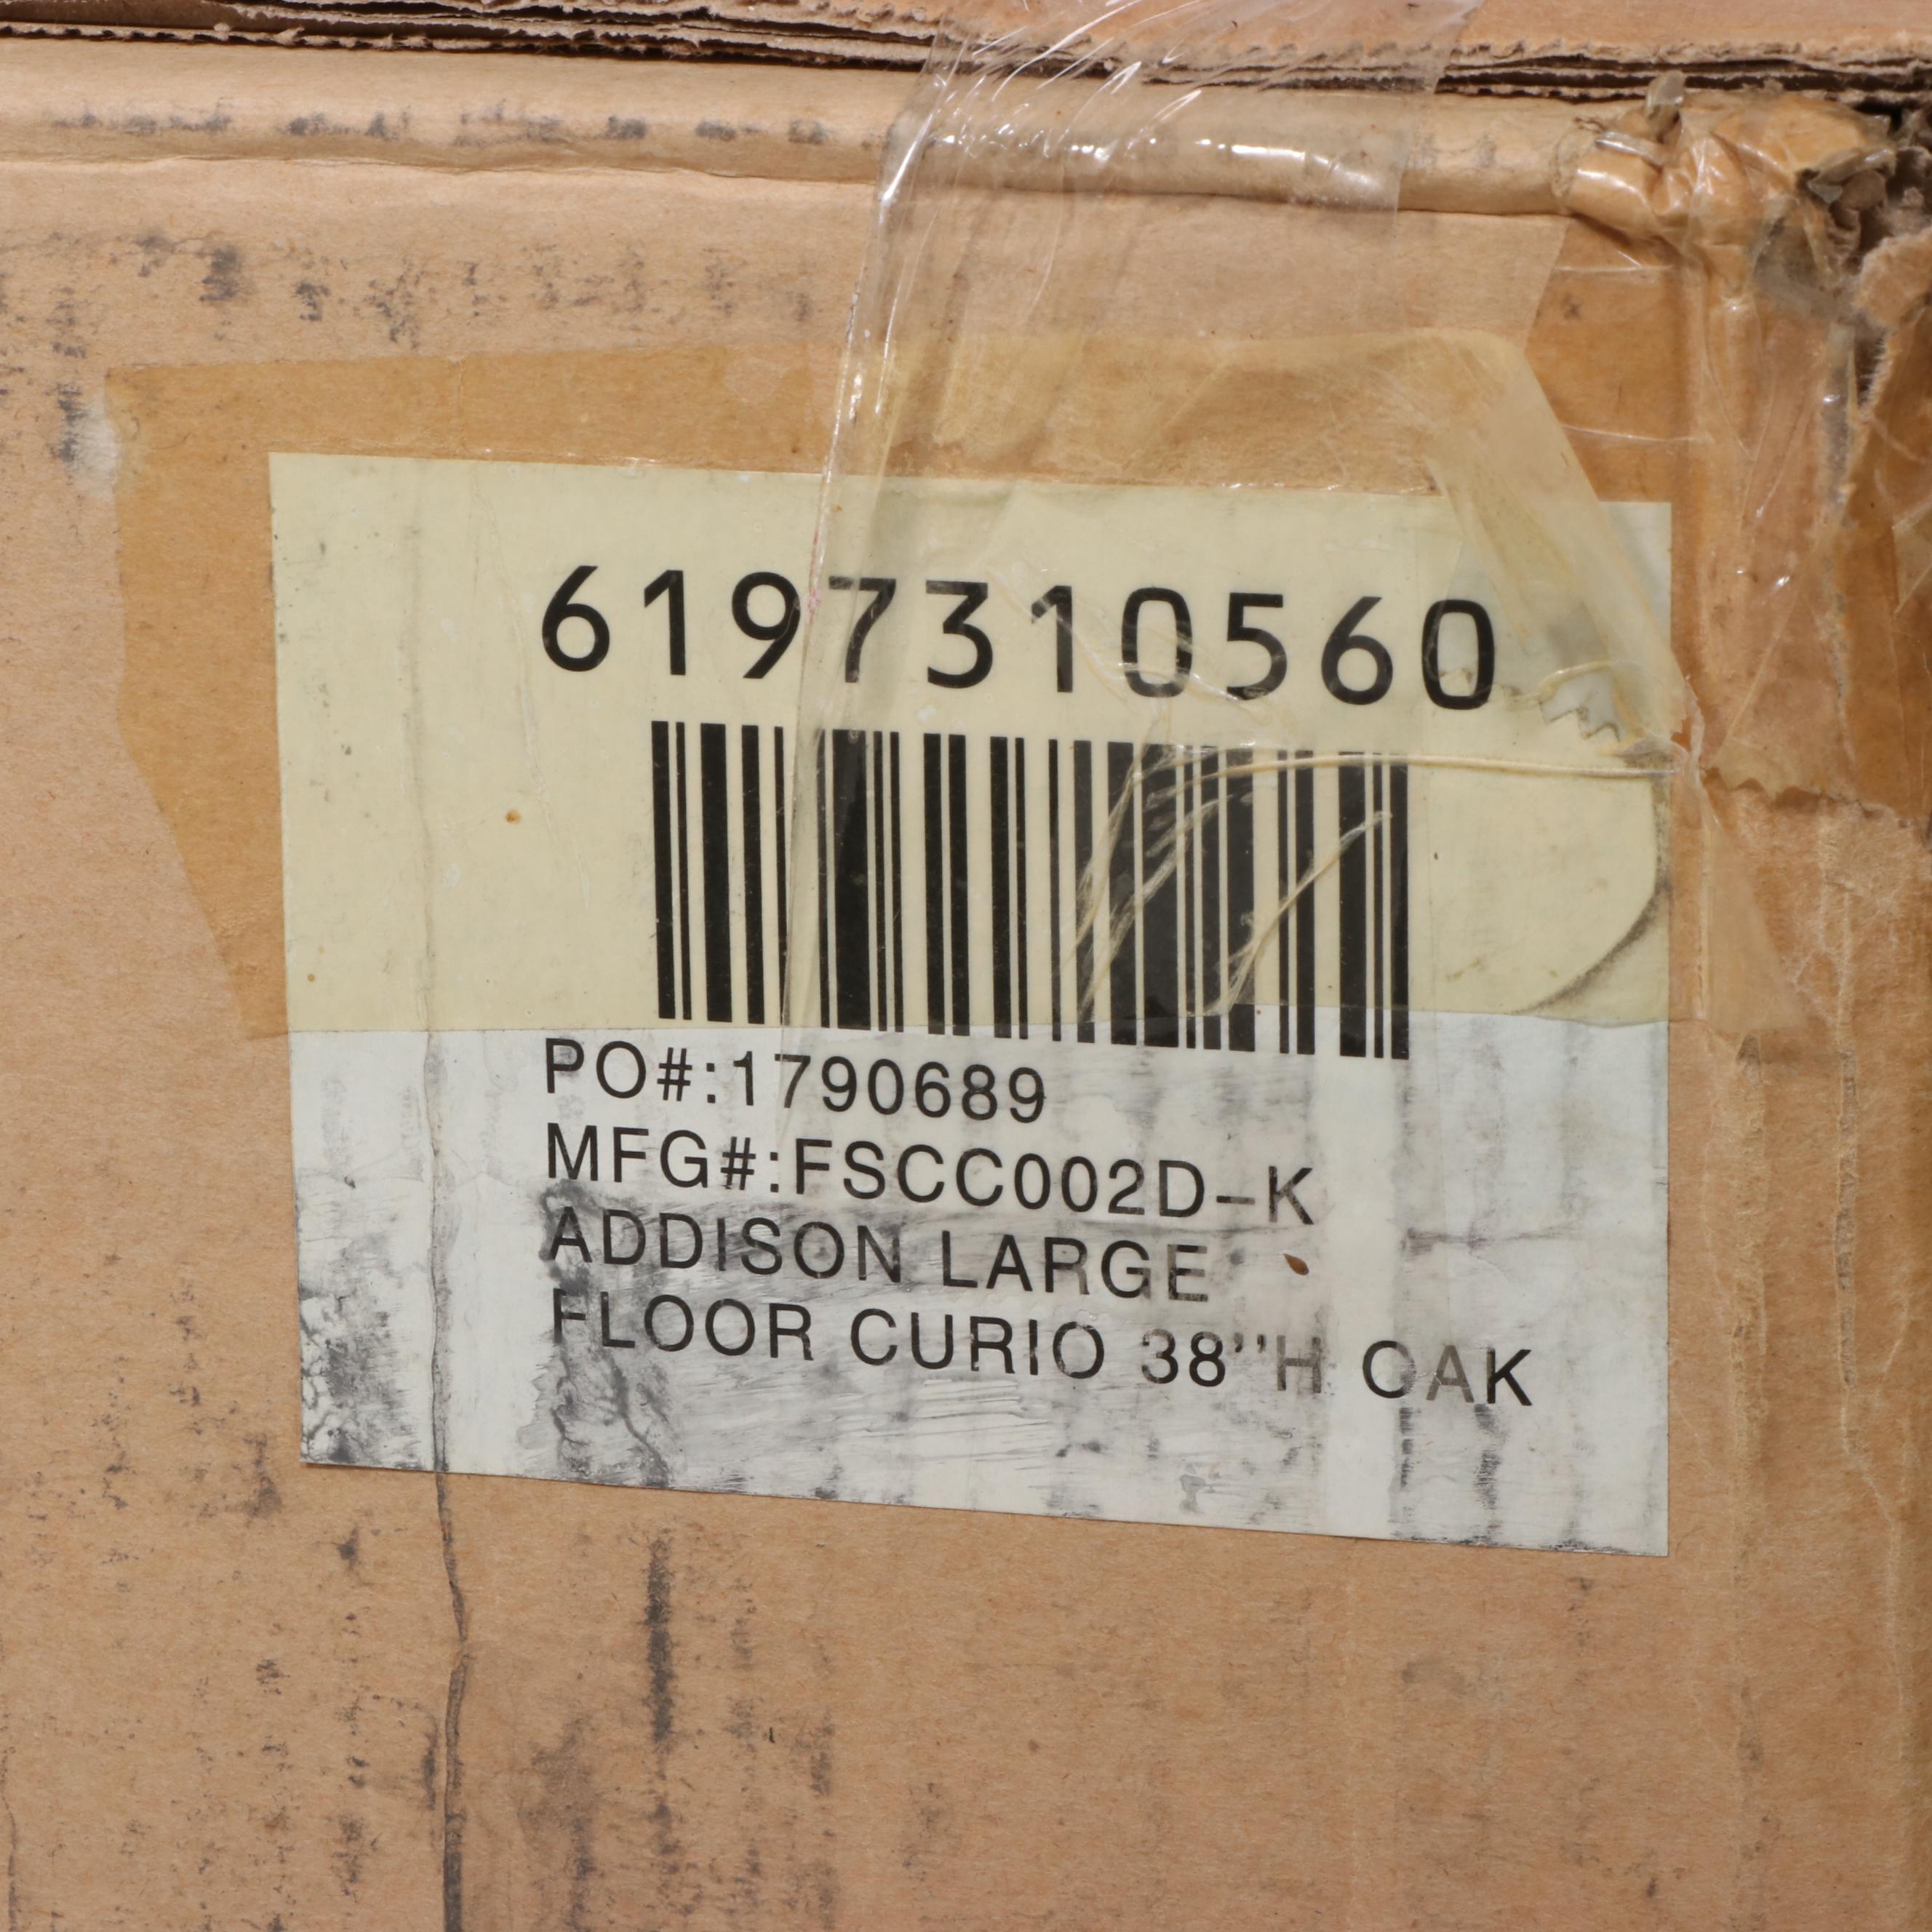 6197310560
PO#:1790689
MFG#:FSCC002D-K
ADDISON LARGE
FLOOR CURIO 38''H OAK